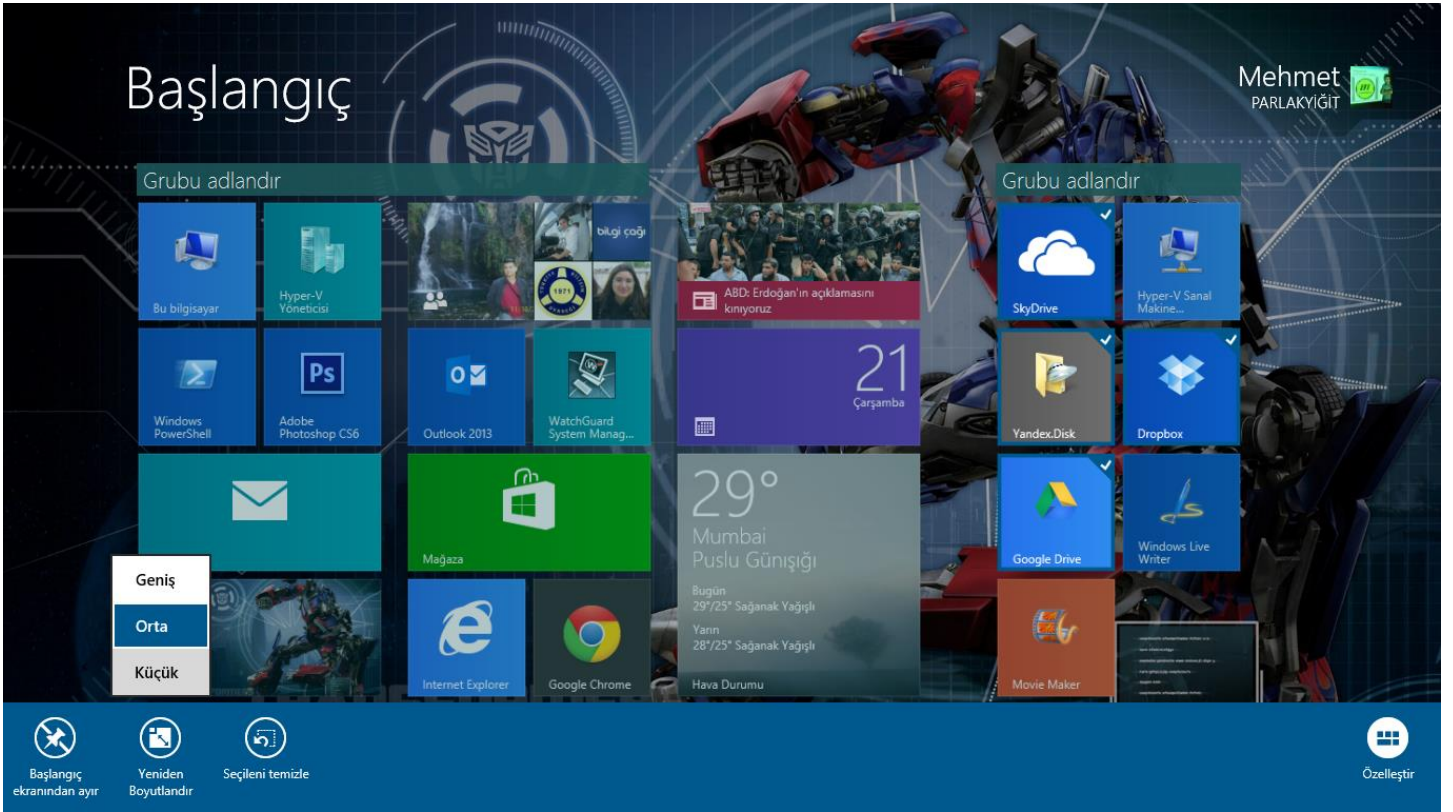 Başlangıç
Mehmet
PARLAKYİĞİT
Grubu adlandır
Grubu adlandır
Bu bilgisayar
Hyper-V
Yöneticisi
bilgi çağı
1971
ABD: Erdoğan'ın açıklamasını
kınıyoruz
SkyDrive
Hyper-V Sanal
Makine...
Windows
PowerShell
Ps
Adobe
Photoshop CS6
Outlook 2013
WatchGuard
System Manag...
21
Çarşamba
Yandex.Disk
Dropbox
Mağaza
29°
Mumbai
Puslu Günışığı
Bugün
29°/25° Sağanak Yağışlı
Yarın
28°/25° Sağanak Yağışlı
Hava Durumu
Google Drive
Windows Live
Writer
Geniş
Orta
Küçük
Internet Explorer
Google Chrome
Movie Maker
Başlangıç
ekranından ayır
Yeniden
Boyutlandır
Seçileni temizle
Özelleştir